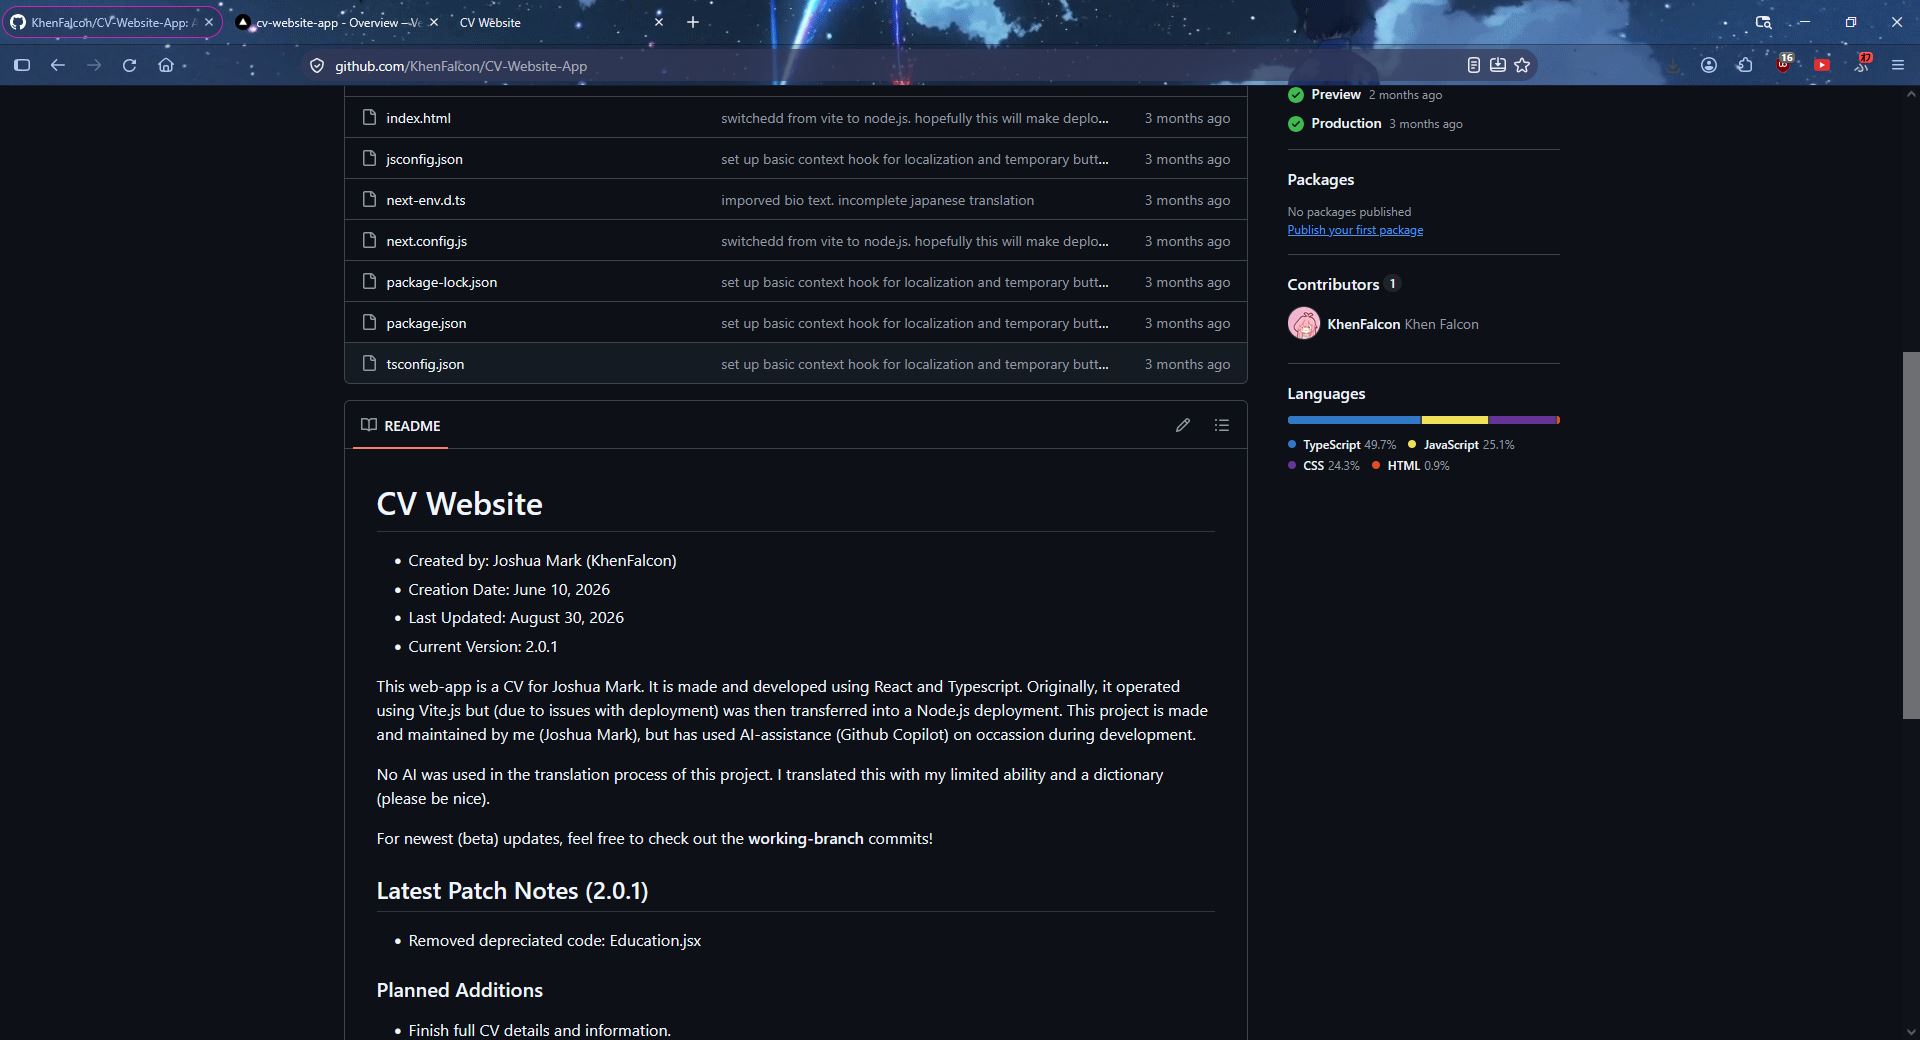 KhenFalcon/CV-Website-App: A
cv-website-app - Overview – Ve
CV Website
github.com/KhenFalcon/CV-Website-App
16
index.html switchedd from vite to node.js. hopefully this will make deplo... 3 months ago
jsconfig.json set up basic context hook for localization and temporary butt... 3 months ago
next-env.d.ts imporved bio text. incomplete japanese translation 3 months ago
next.config.js switchedd from vite to node.js. hopefully this will make deplo... 3 months ago
package-lock.json set up basic context hook for localization and temporary butt... 3 months ago
package.json set up basic context hook for localization and temporary butt... 3 months ago
tsconfig.json set up basic context hook for localization and temporary butt... 3 months ago
README
CV Website
• Created by: Joshua Mark (KhenFalcon)
• Creation Date: June 10, 2026
• Last Updated: August 30, 2026
• Current Version: 2.0.1
This web-app is a CV for Joshua Mark. It is made and developed using React and Typescript. Originally, it operated
using Vite.js but (due to issues with deployment) was then transferred into a Node.js deployment. This project is made
and maintained by me (Joshua Mark), but has used AI-assistance (Github Copilot) on occassion during development.
No AI was used in the translation process of this project. I translated this with my limited ability and a dictionary
(please be nice).
For newest (beta) updates, feel free to check out the working-branch commits!
Latest Patch Notes (2.0.1)
• Removed depreciated code: Education.jsx
Planned Additions
• Finish full CV details and information.
Preview 2 months ago
Production 3 months ago
Packages
No packages published
Publish your first package
Contributors 1
KhenFalcon Khen Falcon
Languages
TypeScript 49.7% JavaScript 25.1%
CSS 24.3% HTML 0.9%